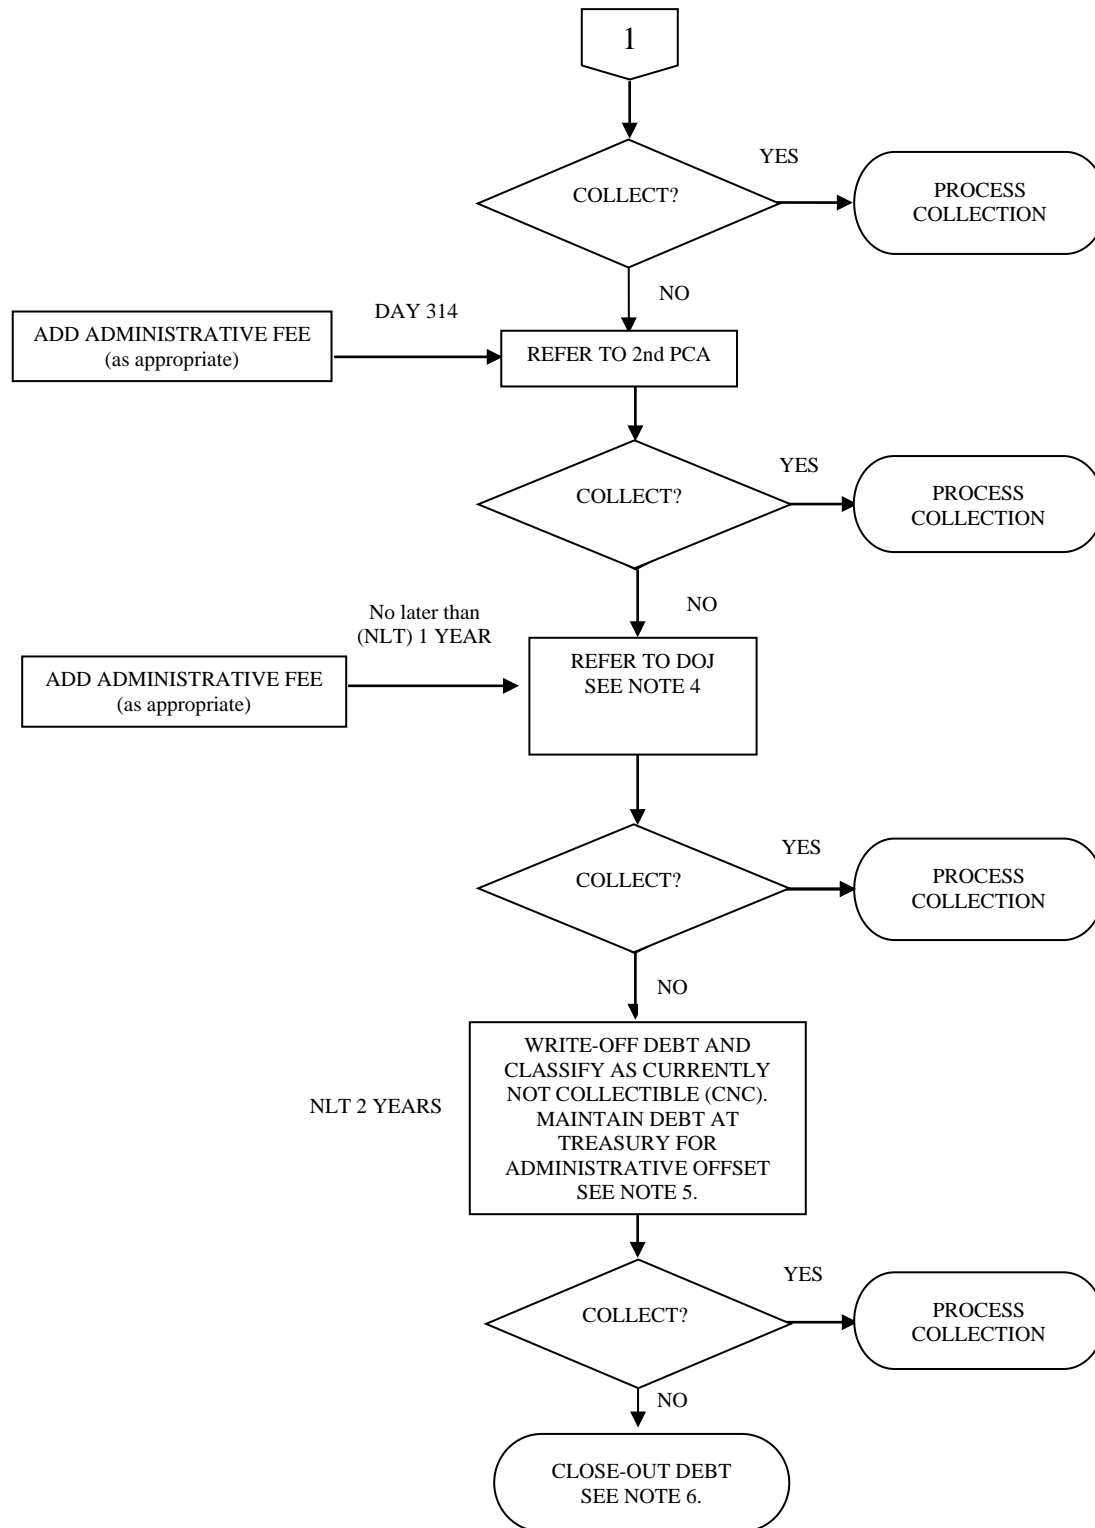 1
YES
COLLECT?
PROCESS
COLLECTION
NO
DAY 314
ADD ADMINISTRATIVE FEE
(as appropriate)
REFER TO 2nd PCA
YES
COLLECT?
PROCESS
COLLECTION
NO
No later than
(NLT) 1 YEAR
ADD ADMINISTRATIVE FEE
(as appropriate)
REFER TO DOJ
SEE NOTE 4
YES
COLLECT?
PROCESS
COLLECTION
NO
NLT 2 YEARS
WRITE-OFF DEBT AND
CLASSIFY AS CURRENTLY
NOT COLLECTIBLE (CNC).
MAINTAIN DEBT AT
TREASURY FOR
ADMINISTRATIVE OFFSET
SEE NOTE 5.
YES
COLLECT?
PROCESS
COLLECTION
NO
CLOSE-OUT DEBT
SEE NOTE 6.